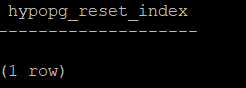 hypopg_reset_index
--------------------
(1 row)